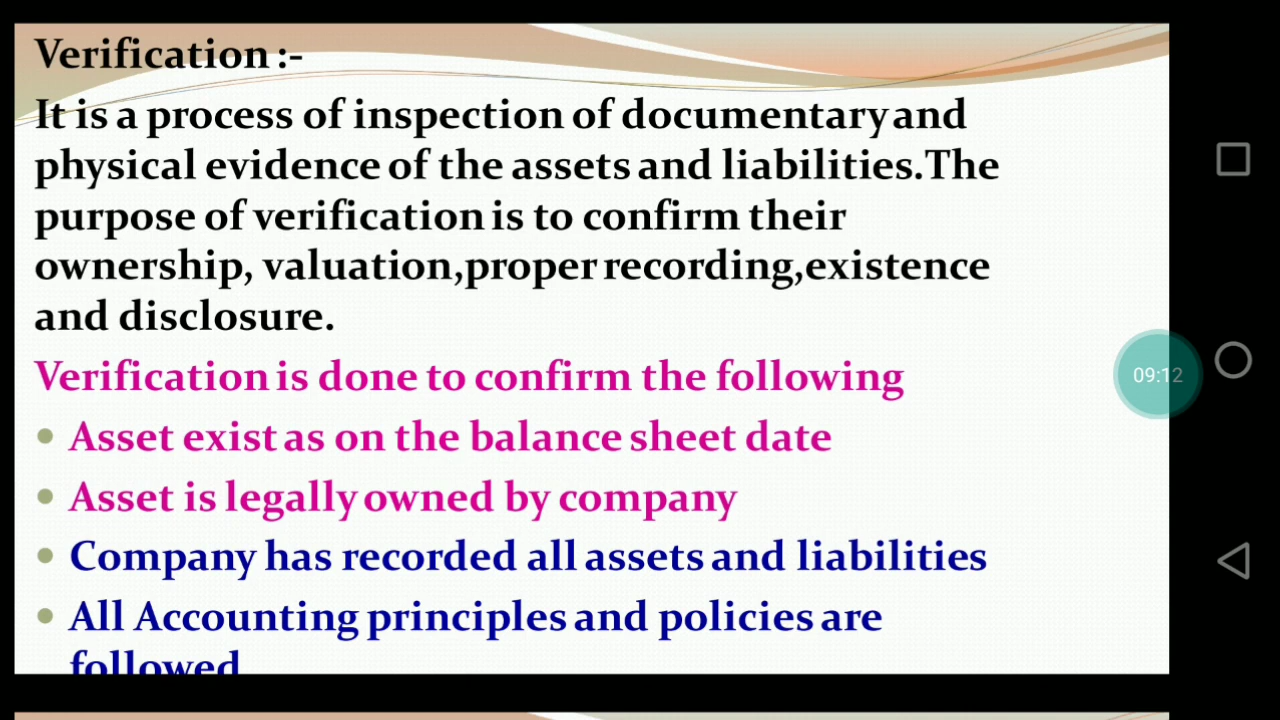 Verification :-
It is a process of inspection of documentary and
physical evidence of the assets and liabilities.The
purpose of verification is to confirm their
ownership, valuation,proper recording,existence
and disclosure.
Verification is done to confirm the following
• Asset exist as on the balance sheet date
• Asset is legally owned by company
• Company has recorded all assets and liabilities
• All Accounting principles and policies are
followed
09:12